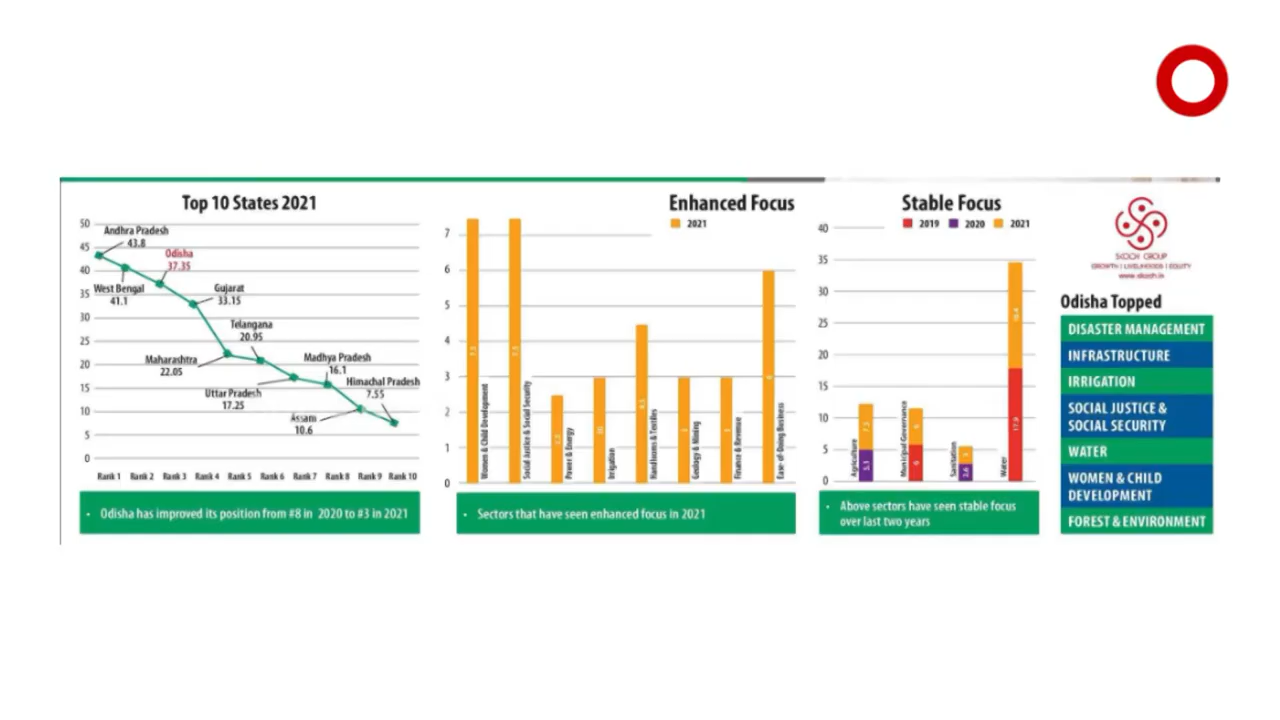 Top 10 States 2021
50
45
40
35
30
25
20
15
10
5
0
Andhra Pradesh
43.8
West Bengal
41.1
Odisha
37.35
Gujarat
33.15
Maharashtra
22.05
Telangana
20.95
Uttar Pradesh
17.25
Madhya Pradesh
16.1
Assam
10.6
Himachal Pradesh
7.55
Rank 1 Rank 2 Rank 3 Rank 4 Rank 5 Rank 6 Rank 7 Rank 8 Rank 9 Rank 10
• Odisha has improved its position from #8 in 2020 to #3 in 2021
Enhanced Focus
2021
7
6
5
4
3
2
1
0
Women & Child Development
Social Justice & Social Security
Power & Energy
Irrigation
Handlooms & Textiles
Geology & Mining
Finance & Revenue
Ease-of-Doing Business
• Sectors that have seen enhanced focus in 2021
Stable Focus
2019 2020 2021
40
35
30
25
20
15
10
5
0
Agriculture
Municipal Governance
Sanitation
Water
17.9
• Above sectors have seen stable focus
over last two years
SKOCH GROUP
GROWTH | LIVELIHOODS | EQUITY
www.skoch.in
Odisha Topped
DISASTER MANAGEMENT
INFRASTRUCTURE
IRRIGATION
SOCIAL JUSTICE &
SOCIAL SECURITY
WATER
WOMEN & CHILD
DEVELOPMENT
FOREST & ENVIRONMENT